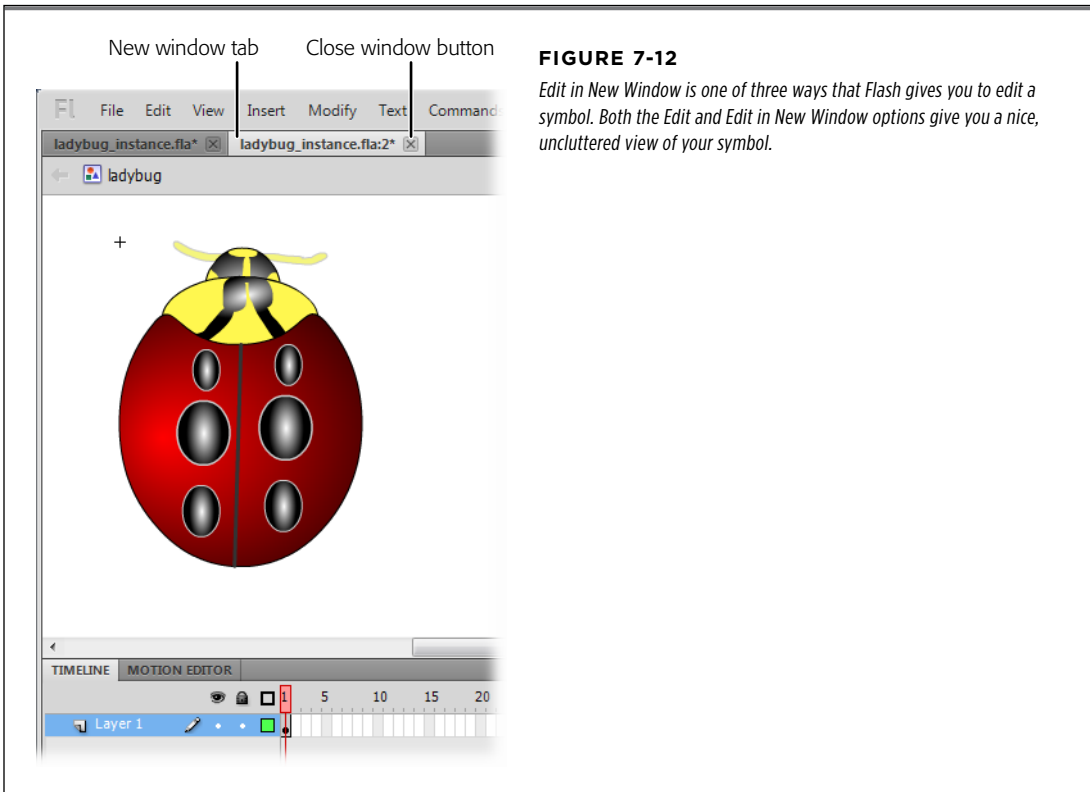 New window tab
Close window button
FIGURE 7-12
Edit in New Window is one of three ways that Flash gives you to edit a
symbol. Both the Edit and Edit in New Window options give you a nice,
uncluttered view of your symbol.
Fl File Edit View Insert Modify Text Commands
ladybug_instance.fla* ladybug_instance.fla:2*
ladybug
TIMELINE MOTION EDITOR
1 5 10 15 20
Layer 1